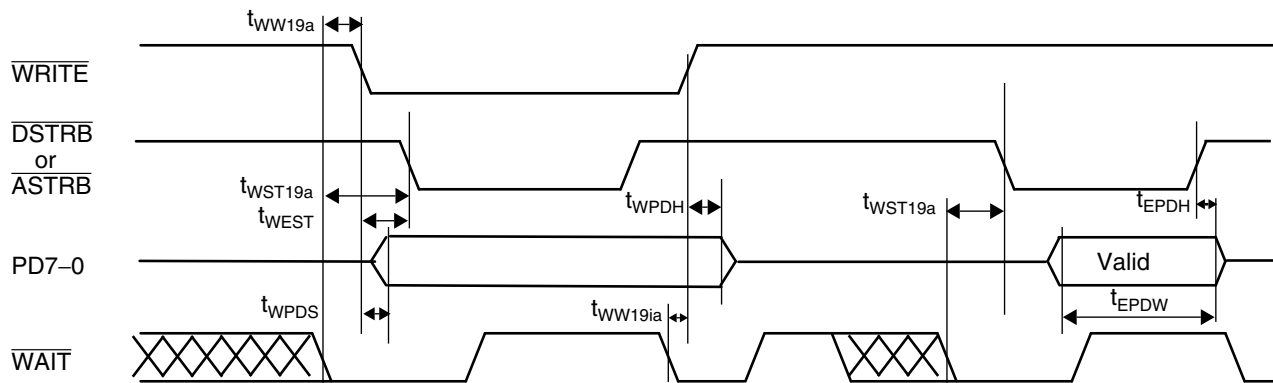 tWW19a
WRITE
DSTRB
or
ASTRB
tWST19a
tWEST
tWPDH
tWST19a
tEPDH
PD7–0
Valid
tWPDS
tWW19ia
tEPDW
WAIT